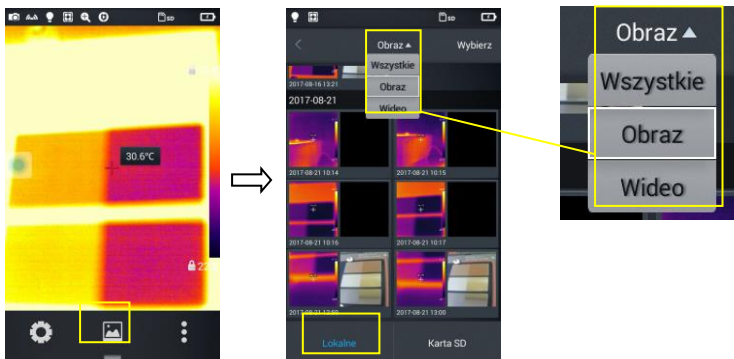 SD
30.6°C
SD
Obraz ▲
Wybierz
Wszystkie
Obraz
Wideo
2017-08-16 13:21
2017-08-21
2017-08-21 10:14
2017-08-21 10:15
2017-08-21 10:16
2017-08-21 10:17
2017-08-21 13:00
Lokalne
Karta SD
Obraz ▲
Wszystkie
Obraz
Wideo